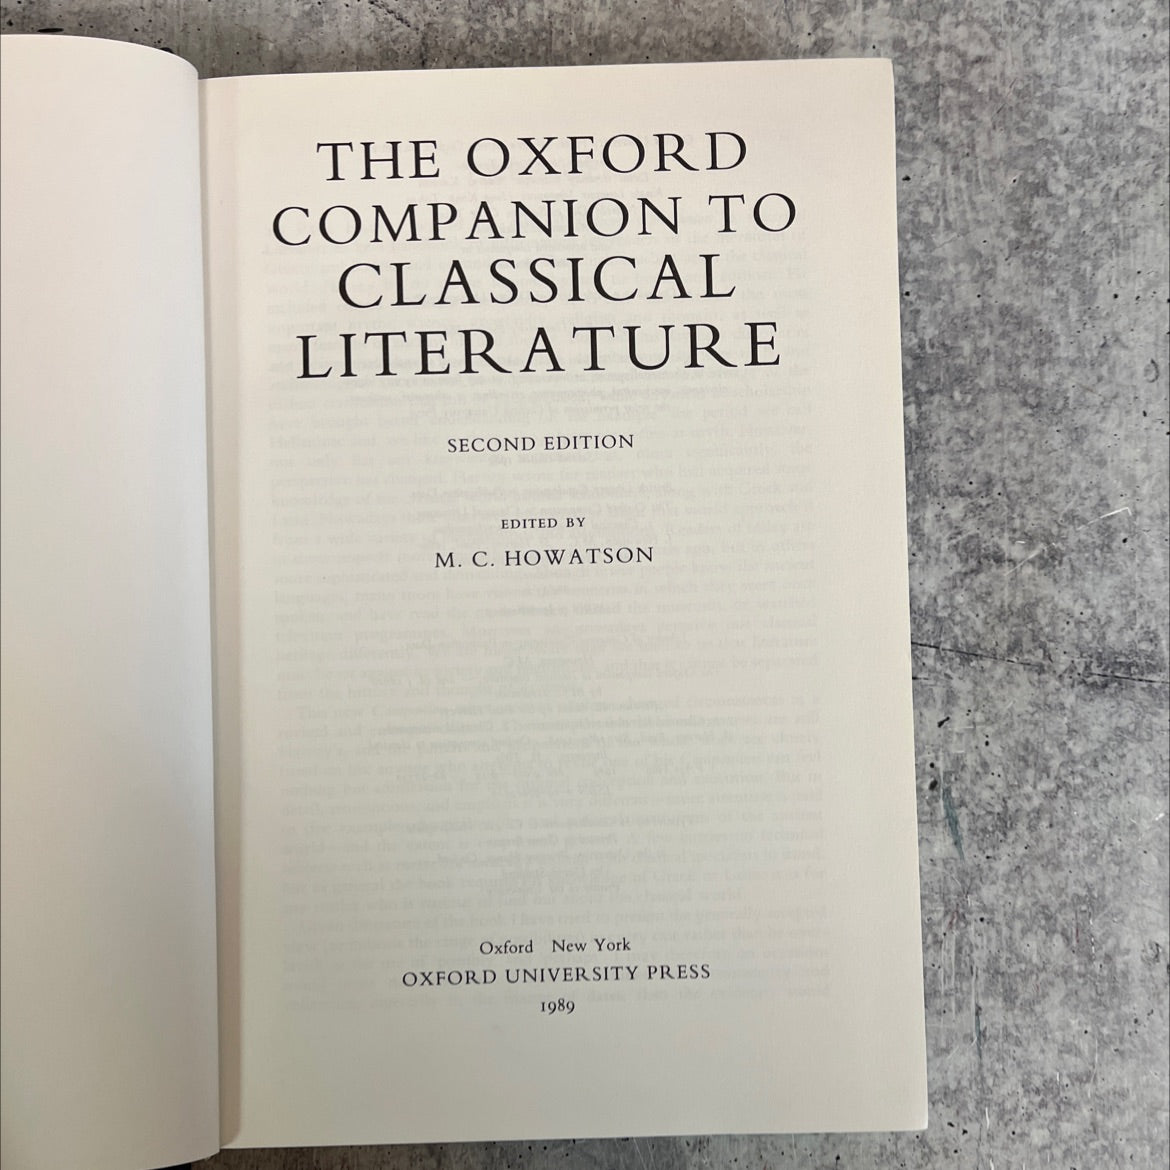 THE OXFORD
COMPANION TO
CLASSICAL
LITERATURE
SECOND EDITION
EDITED BY
M. C. HOWATSON
Oxford New York
OXFORD UNIVERSITY PRESS
1989